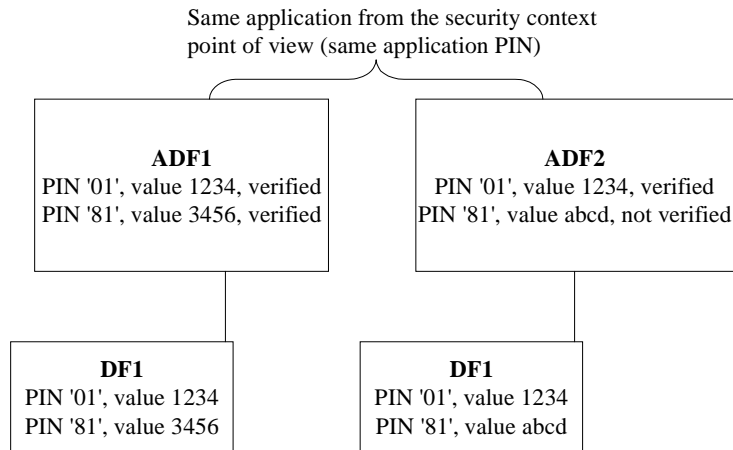 Same application from the security context
point of view (same application PIN)
ADF1
PIN '01', value 1234, verified
PIN '81', value 3456, verified
ADF2
PIN '01', value 1234, verified
PIN '81', value abcd, not verified
DF1
PIN '01', value 1234
PIN '81', value 3456
DF1
PIN '01', value 1234
PIN '81', value abcd